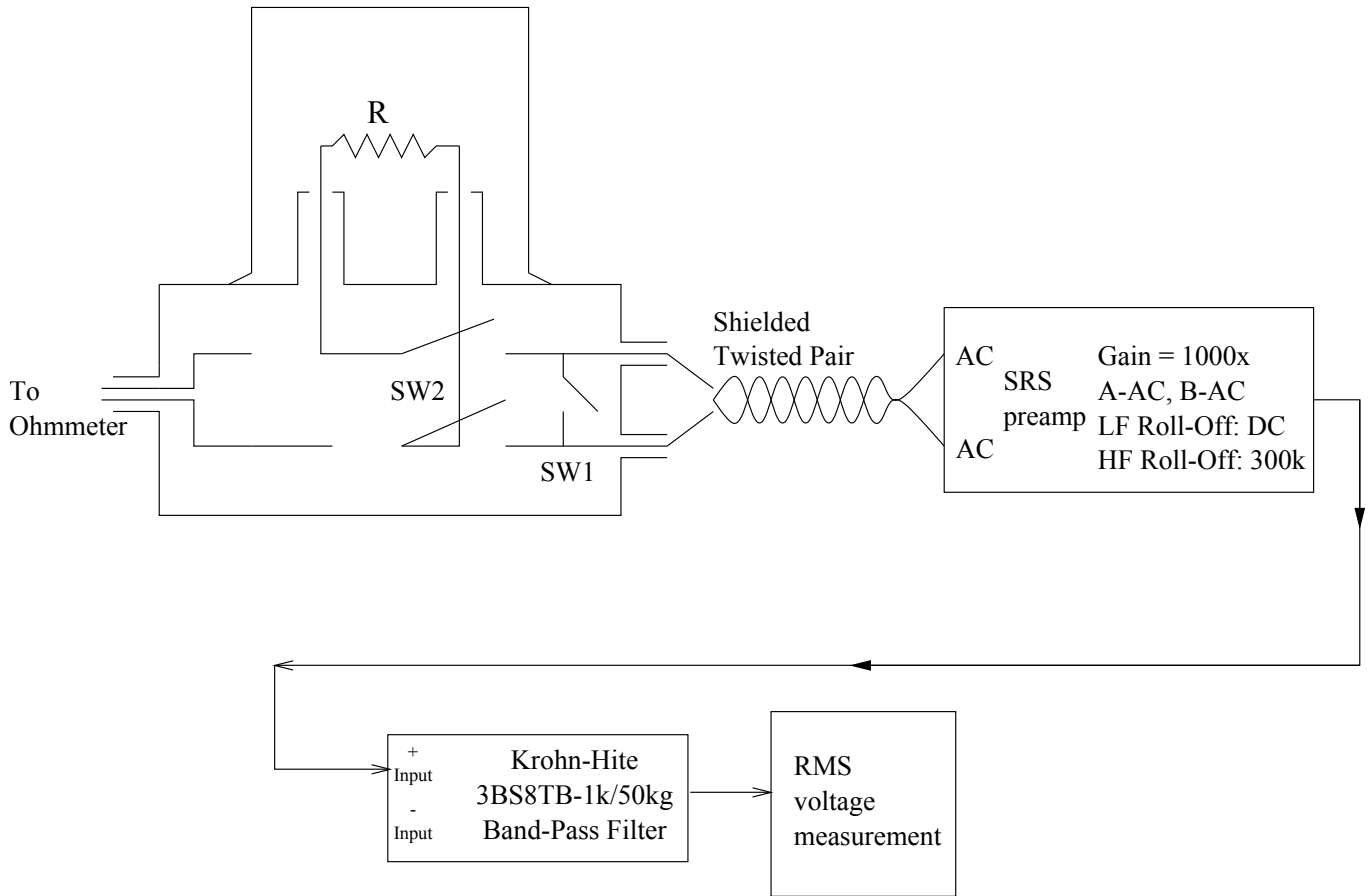 R
To
Ohmmeter
SW2
SW1
Shielded
Twisted Pair
AC
AC
SRS
preamp
Gain = 1000x
A-AC, B-AC
LF Roll-Off: DC
HF Roll-Off: 300k
+
Input
-
Input
Krohn-Hite
3BS8TB-1k/50kg
Band-Pass Filter
RMS
voltage
measurement